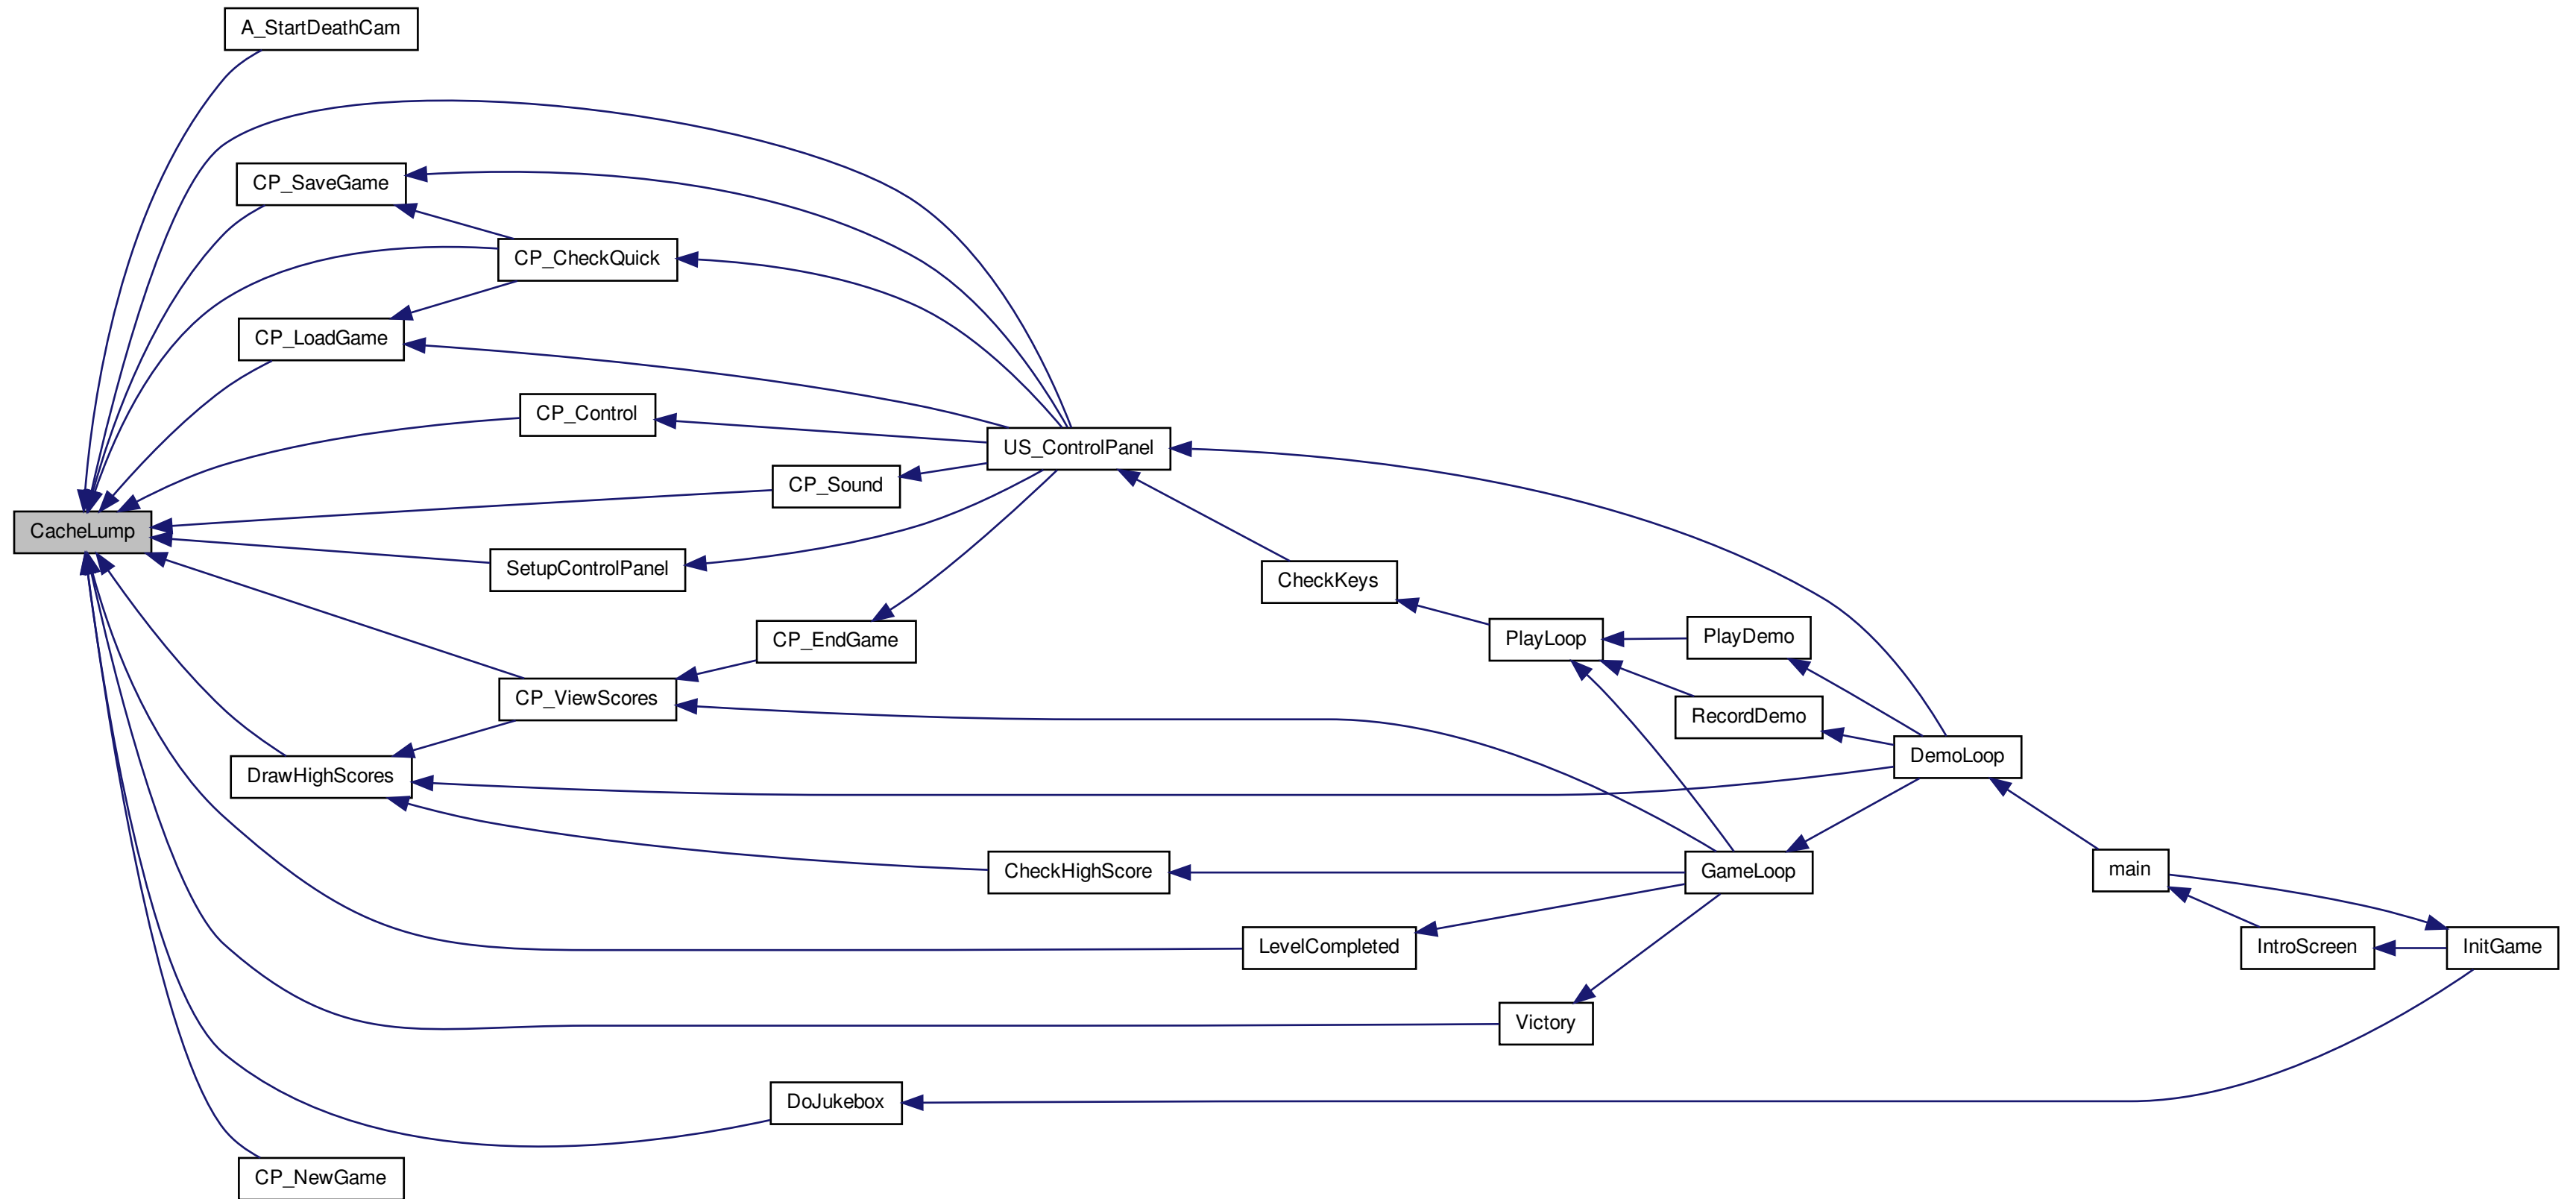 A_StartDeathCam
CP_SaveGame
CP_CheckQuick
CP_LoadGame
CP_Control
US_ControlPanel
CP_Sound
CacheLump
SetupControlPanel
CheckKeys
CP_EndGame
PlayLoop
PlayDemo
CP_ViewScores
RecordDemo
DemoLoop
DrawHighScores
CheckHighScore
GameLoop
main
LevelCompleted
IntroScreen
InitGame
Victory
DoJukebox
CP_NewGame